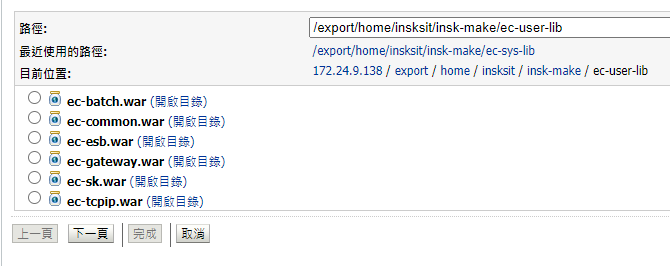 路徑: /export/home/insksit/insk-make/ec-user-lib
最近使用的路徑: /export/home/insksit/insk-make/ec-sys-lib
目前位置: 172.24.9.138 / export / home / insksit / insk-make / ec-user-lib
ec-batch.war (開啟目錄)
ec-common.war (開啟目錄)
ec-esb.war (開啟目錄)
ec-gateway.war (開啟目錄)
ec-sk.war (開啟目錄)
ec-tcpip.war (開啟目錄)
上一頁 下一頁 完成 取消